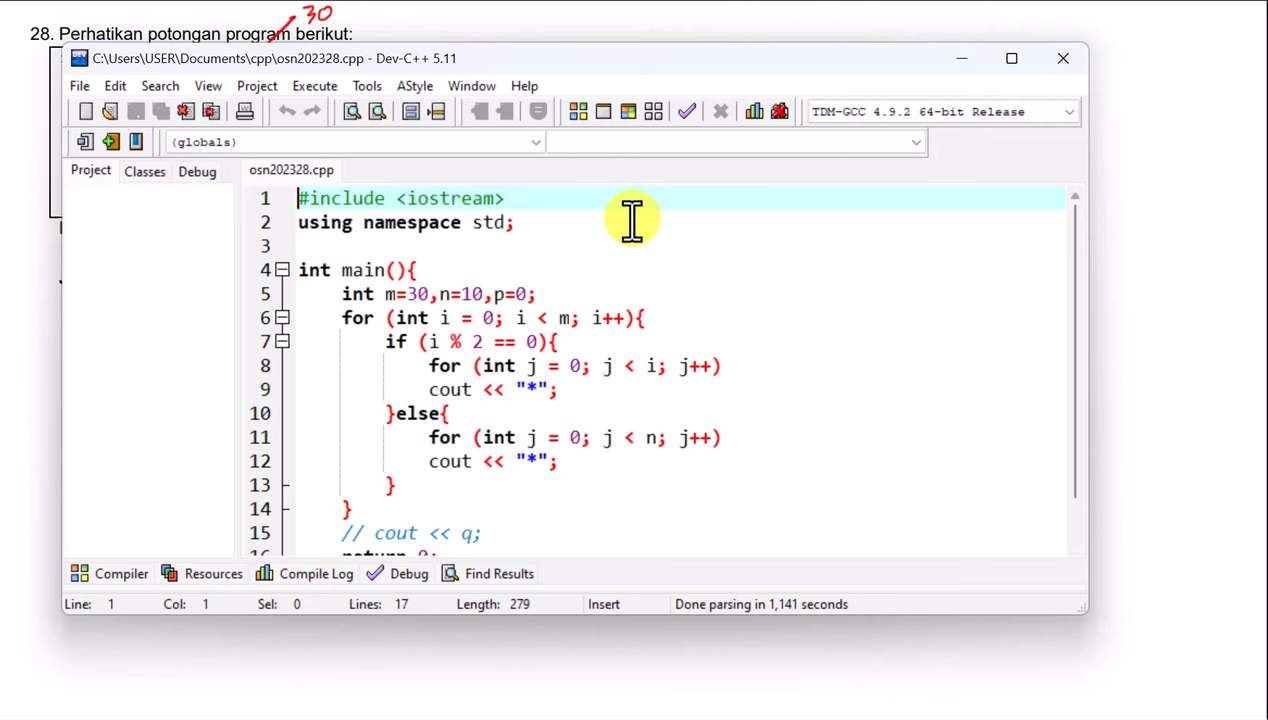 30
28. Perhatikan potongan program berikut:
C:\Users\USER\Documents\cpp\osn202328.cpp - Dev-C++ 5.11
File Edit Search View Project Execute Tools AStyle Window Help
TDM-GCC 4.9.2 64-bit Release
(globals)
Project Classes Debug osn202328.cpp
1 #include <iostream>
2 using namespace std;
3
4 int main(){
5 int m=30,n=10,p=0;
6 for (int i = 0; i < m; i++){
7 if (i % 2 == 0){
8 for (int j = 0; j < i; j++)
9 cout << "*";
10 }else{
11 for (int j = 0; j < n; j++)
12 cout << "*";
13 }
14 }
15 // cout << q;
16 return 0;
Compiler Resources Compile Log Debug Find Results
Line: 1 Col: 1 Sel: 0 Lines: 17 Length: 279 Insert Done parsing in 1,141 seconds